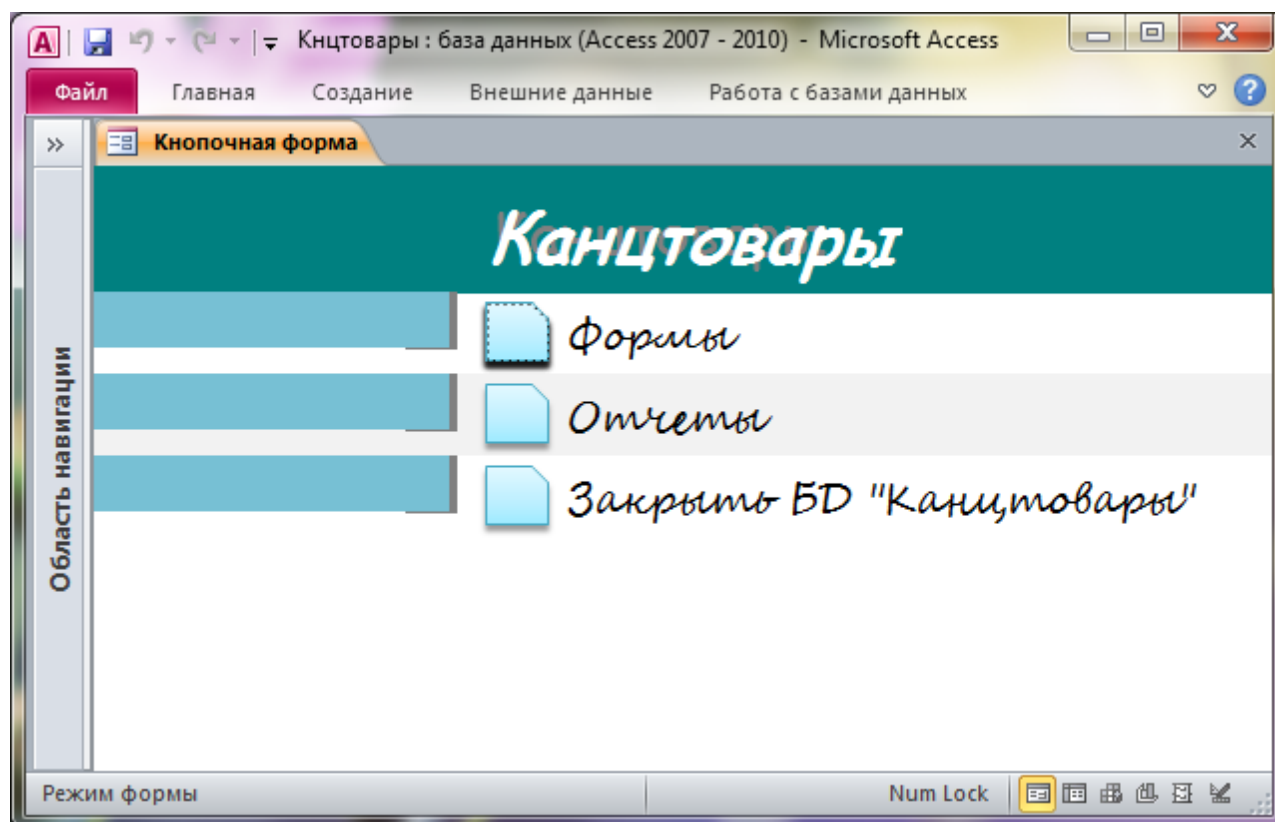 Кнцтовары : база данных (Access 2007 - 2010) - Microsoft Access
Файл Главная Создание Внешние данные Работа с базами данных
Кнопочная форма
Канцтовары
Формы
Отчеты
Закрыть БД "Канцтовары"
Область навигации
Режим формы Num Lock